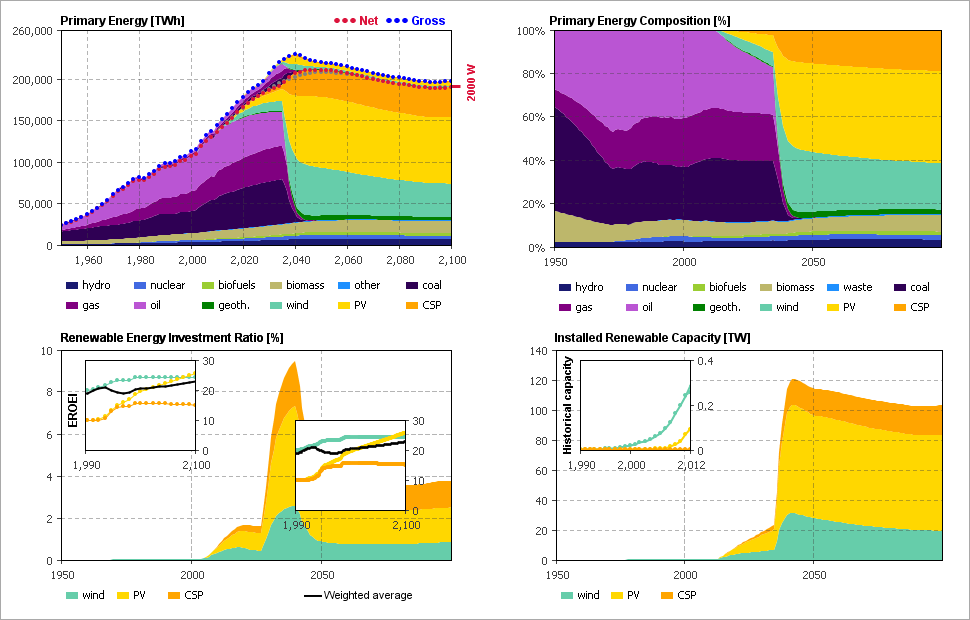 Primary Energy [TWh]
Net
Gross
260,000
200,000
150,000
100,000
50,000
0
1,960
1,980
2,000
2,020
2,040
2,060
2,080
2,100
2000 W
hydro
nuclear
biofuels
biomass
other
coal
gas
oil
geoth.
wind
PV
CSP
Primary Energy Composition [%]
100%
80%
60%
40%
20%
0%
1950
2000
2050
hydro
nuclear
biofuels
biomass
waste
coal
gas
oil
geoth.
wind
PV
CSP
Renewable Energy Investment Ratio [%]
10
8
6
4
2
0
1950
2000
2050
EROEI
30
20
10
0
1,990
2,100
30
20
10
0
1,990
2,100
wind
PV
CSP
Weighted average
Installed Renewable Capacity [TW]
140
120
100
80
60
40
20
0
1950
2000
2050
Historical capacity
0.4
0,2
0
1,990
2,000
2,012
wind
PV
CSP